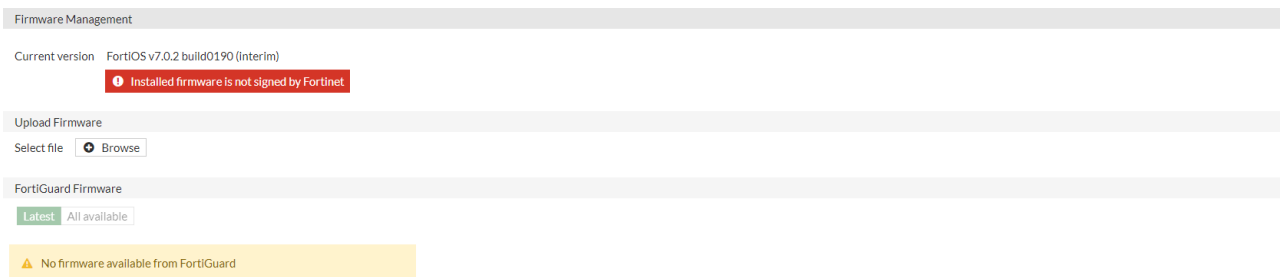 Firmware Management
Current version FortiOS v7.0.2 build0190 (interim)
Installed firmware is not signed by Fortinet
Upload Firmware
Select file Browse
FortiGuard Firmware
Latest All available
No firmware available from FortiGuard